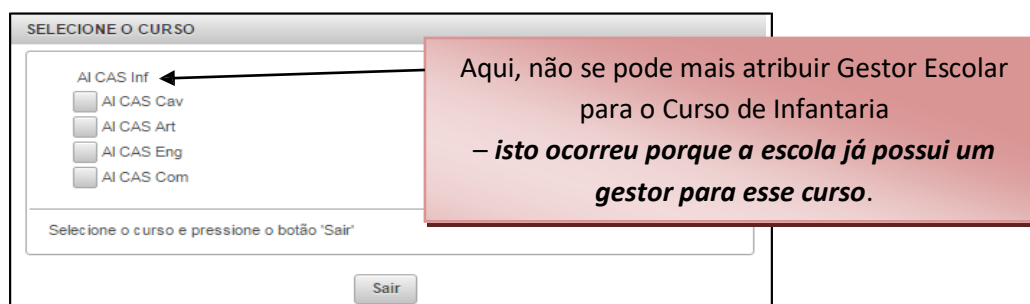 SELECIONE O CURSO
AI CAS Inf
AI CAS Cav
AI CAS Art
AI CAS Eng
AI CAS Com
Selecione o curso e pressione o botão 'Sair'
Sair
Aqui, não se pode mais atribuir Gestor Escolar
para o Curso de Infantaria
– isto ocorreu porque a escola já possui um
gestor para esse curso.